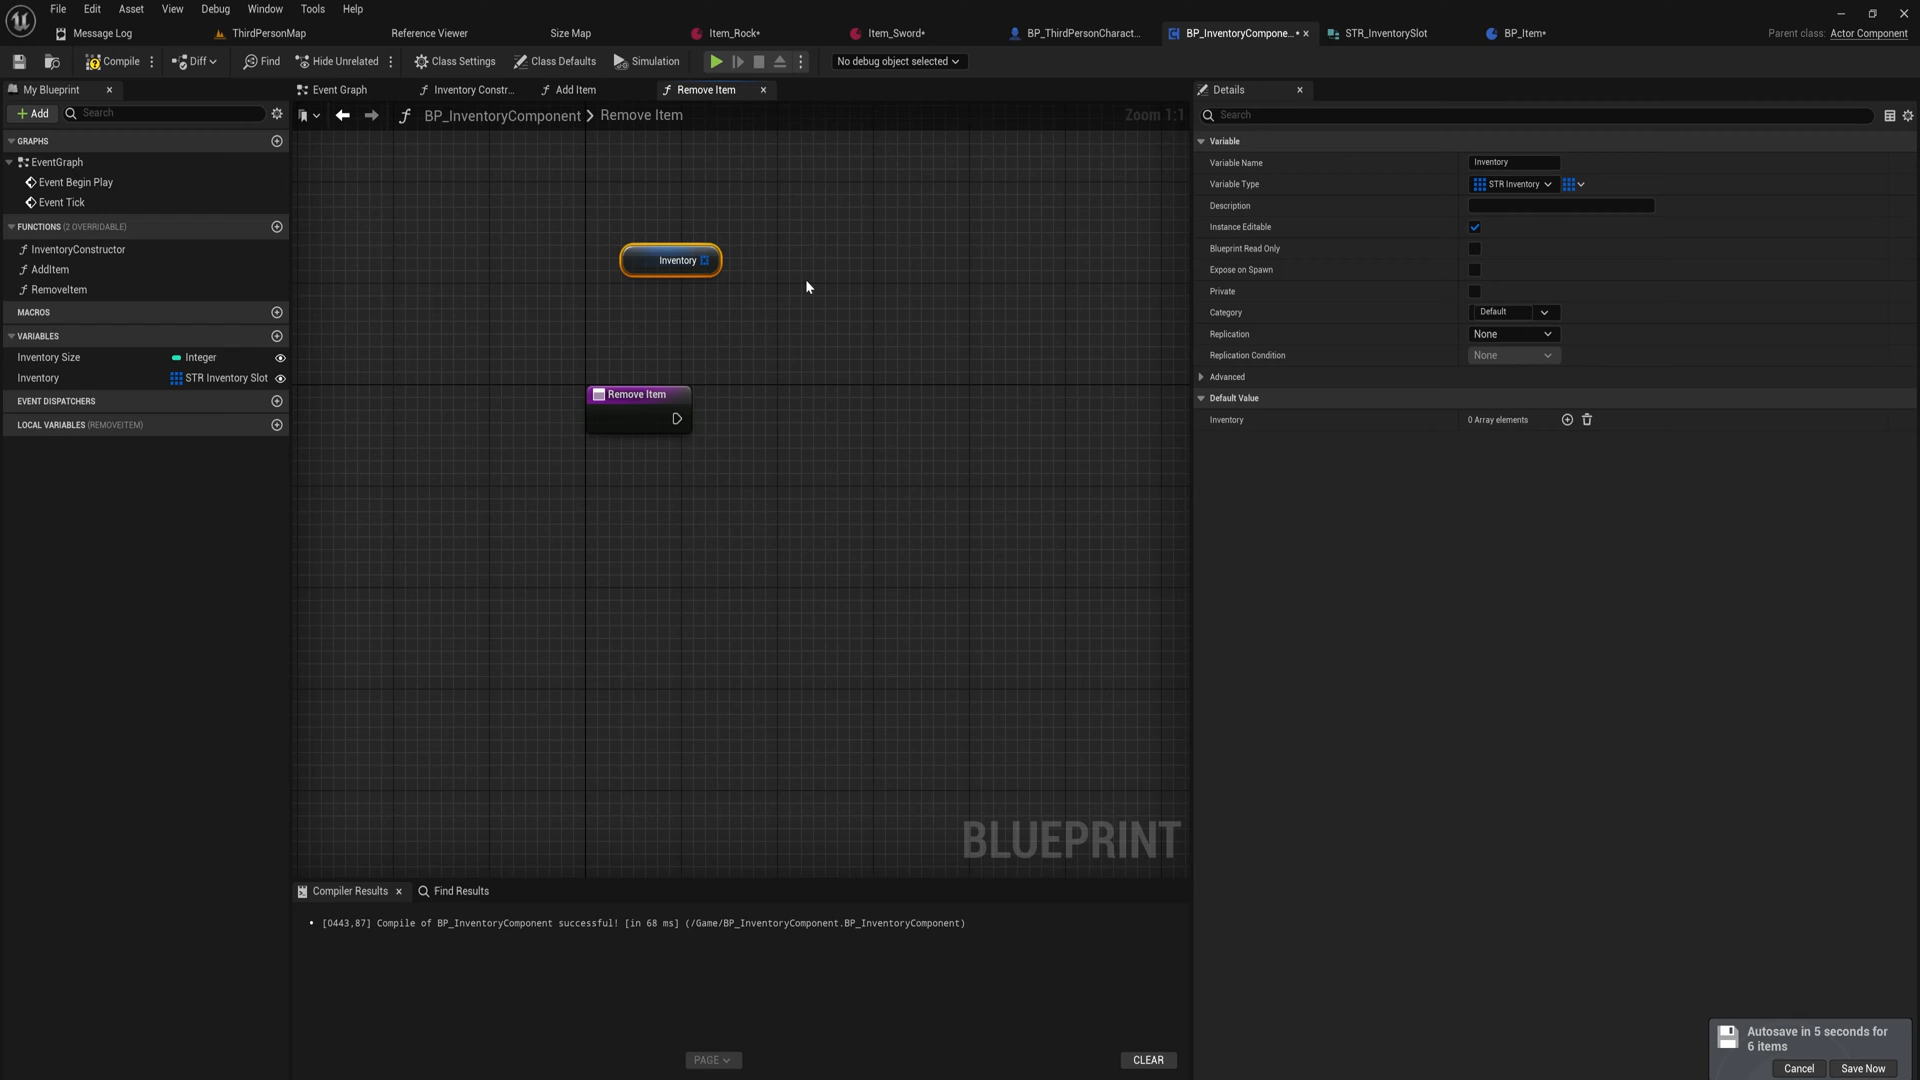 File Edit Asset View Debug Window Tools Help
Message Log ThirdPersonMap Reference Viewer Size Map Item_Rock* Item_Sword* BP_ThirdPersonCharact... BP_InventoryCompone...* STR_InventorySlot BP_Item* Parent class: Actor Component
Compile Diff Find Hide Unrelated Class Settings Class Defaults Simulation No debug object selected
My Blueprint Event Graph Inventory Constr... Add Item Remove Item Details
Add Search BP_InventoryComponent > Remove Item Zoom 1:1 Search
GRAPHS
EventGraph
Event Begin Play
Event Tick
FUNCTIONS (2 OVERRIDABLE)
InventoryConstructor
AddItem
RemoveItem
MACROS
VARIABLES
Inventory Size Integer
Inventory STR Inventory Slot
EVENT DISPATCHERS
LOCAL VARIABLES (REMOVEITEM)
Inventory
Remove Item
BLUEPRINT
Variable
Variable Name Inventory
Variable Type STR Inventory
Description
Instance Editable
Blueprint Read Only
Expose on Spawn
Private
Category Default
Replication None
Replication Condition None
Advanced
Default Value
Inventory 0 Array elements
Compiler Results Find Results
• [0443,87] Compile of BP_InventoryComponent successful! [in 68 ms] (/Game/BP_InventoryComponent.BP_InventoryComponent)
PAGE CLEAR
Autosave in 5 seconds for
6 items
Cancel Save Now